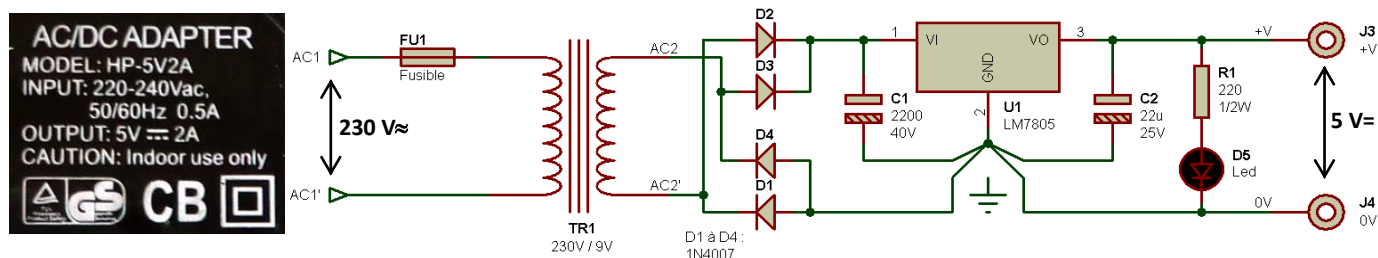 AC/DC ADAPTER
MODEL: HP-5V2A
INPUT: 220-240Vac,
50/60Hz 0.5A
OUTPUT: 5V ⎓ 2A
CAUTION: Indoor use only
GS CB
AC1
FU1
Fusible
230 V≈
AC1'
TR1
230V / 9V
AC2
AC2'
D2
D3
D4
D1
D1 à D4 :
1N4007
C1
2200
40V
1 VI VO 3
GND
2
U1
LM7805
C2
22u
25V
R1
220
1/2W
D5
Led
+V
0V
J3
+V
5 V=
J4
0V